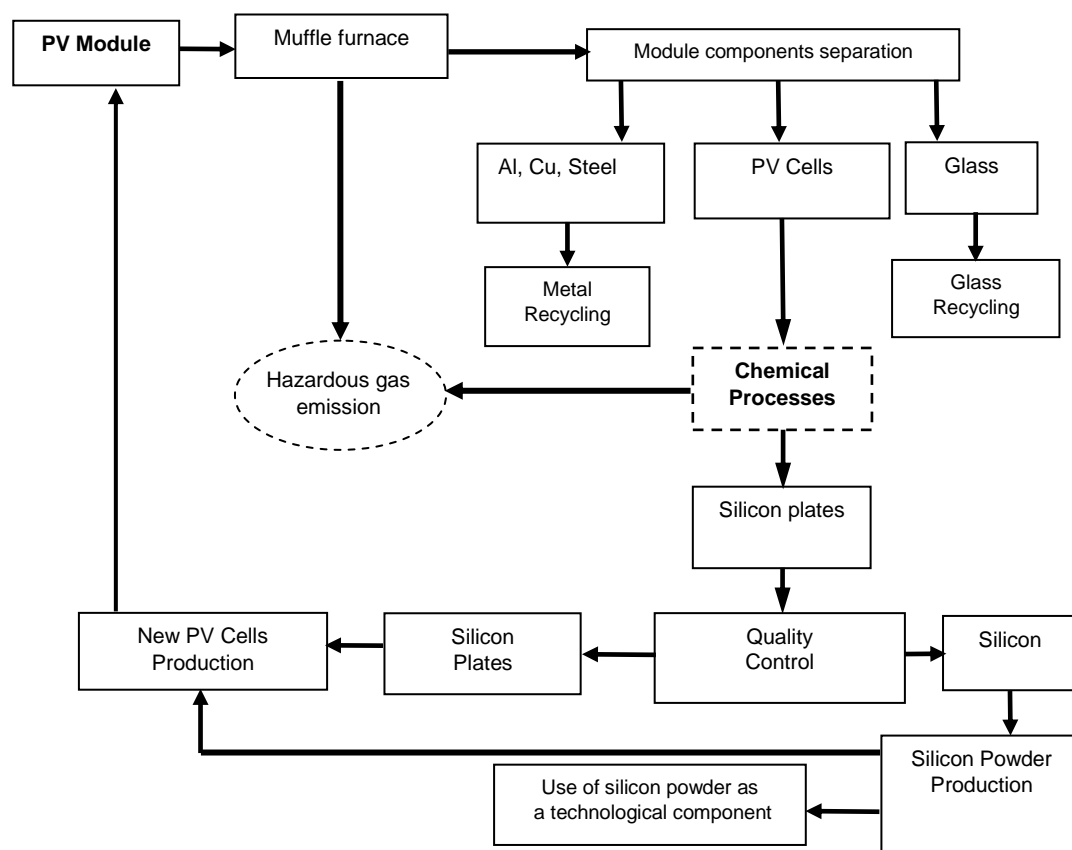 PV Module
Muffle furnace
Module components separation
Al, Cu, Steel
PV Cells
Glass
Metal
Recycling
Glass
Recycling
Hazardous gas
emission
Chemical
Processes
Silicon plates
New PV Cells
Production
Silicon
Plates
Quality
Control
Silicon
Silicon Powder
Production
Use of silicon powder as
a technological component